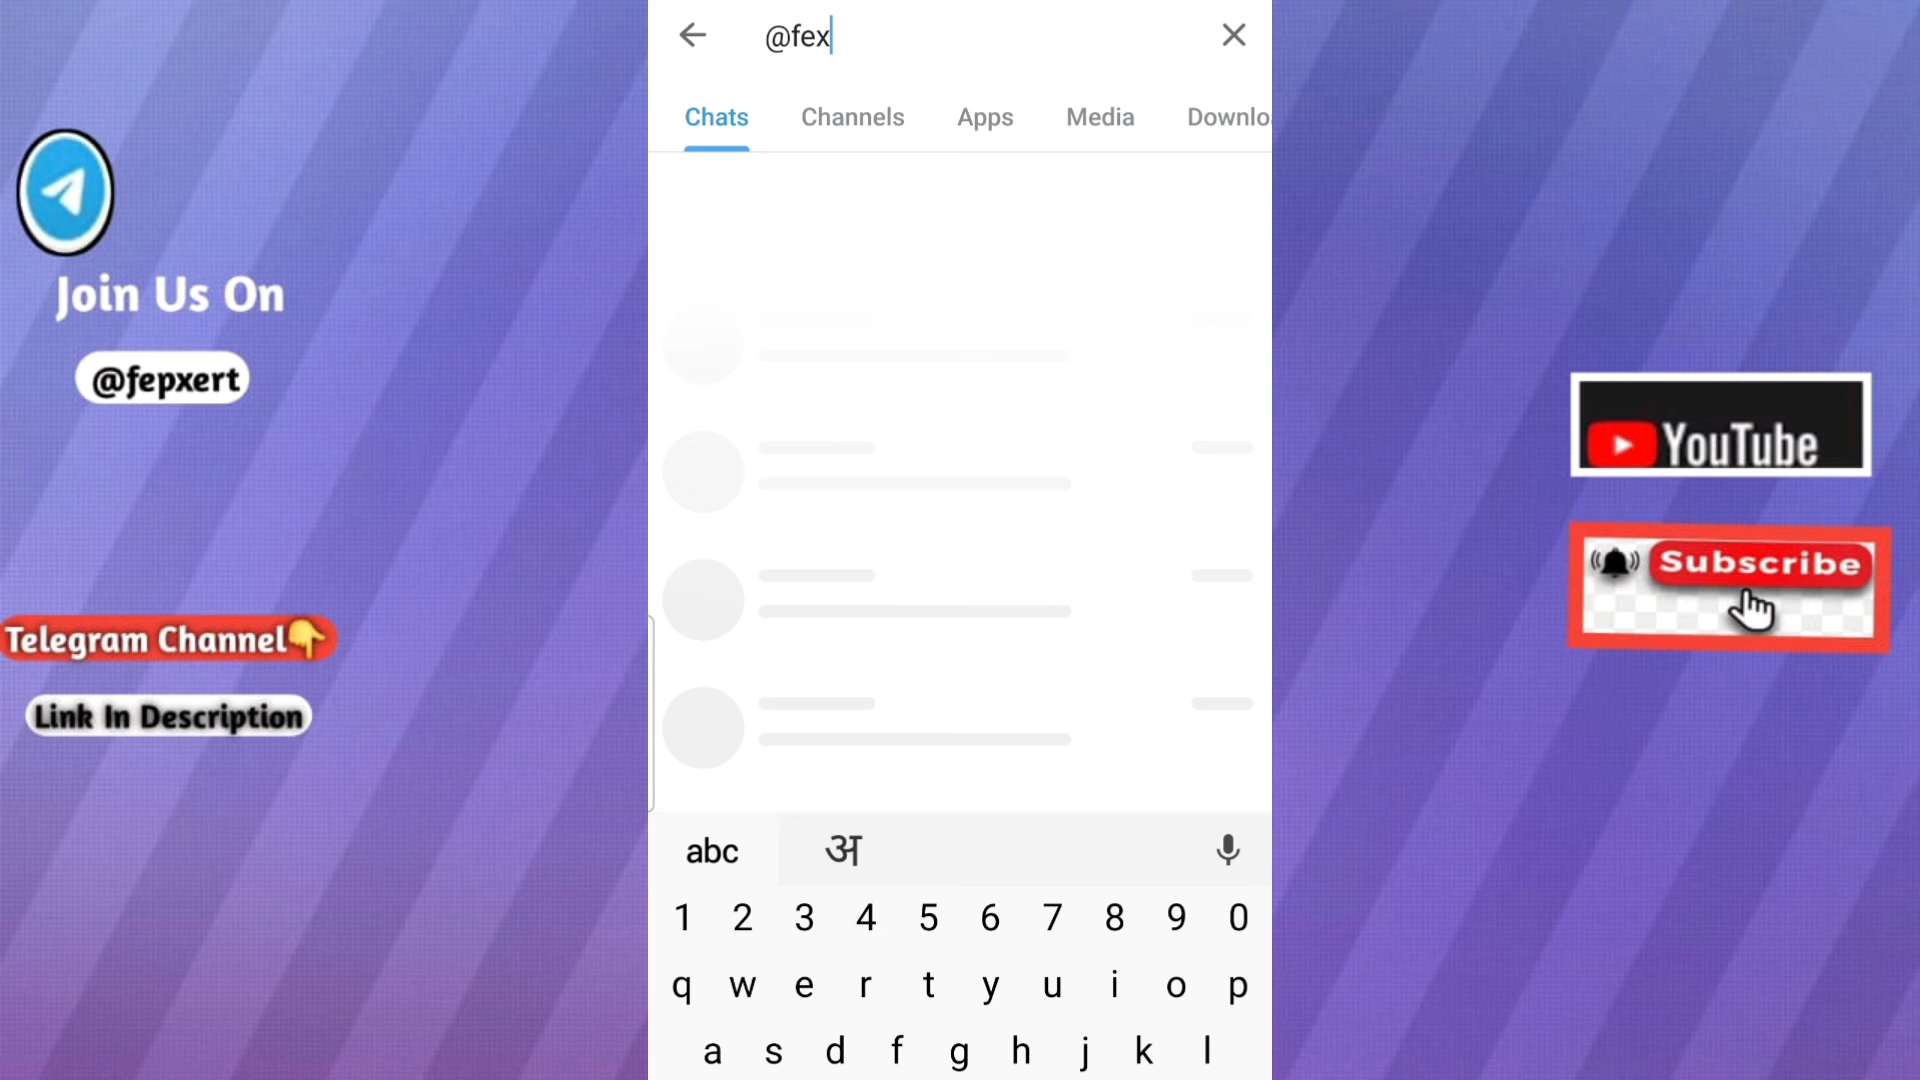 @fex
Chats Channels Apps Media Downlo
Join Us On
@fepxert
Telegram Channel👇
Link In Description
YouTube
Subscribe
abc अ
1 2 3 4 5 6 7 8 9 0
q w e r t y u i o p
a s d f g h j k l